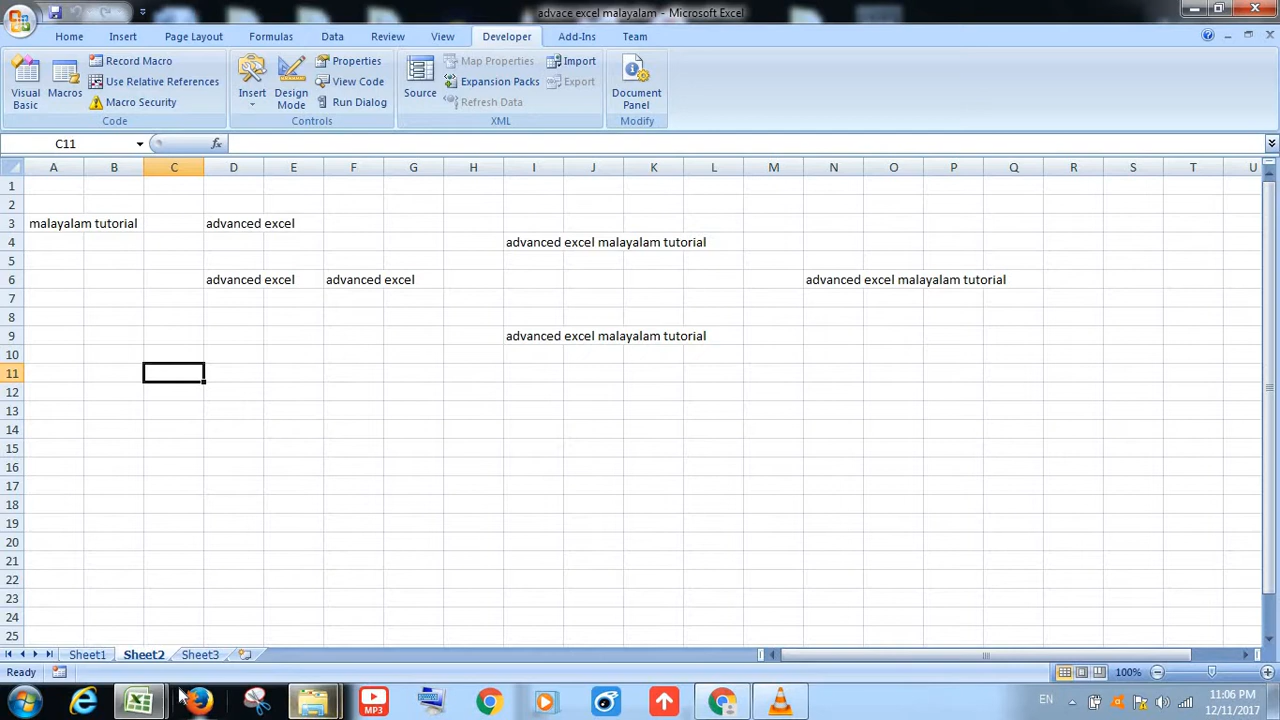 advace excel malayalam - Microsoft Excel
Home Insert Page Layout Formulas Data Review View Developer Add-Ins Team
Visual Basic
Macros
Record Macro
Use Relative References
Macro Security
Code
Insert
Design Mode
Properties
View Code
Run Dialog
Controls
Source
Map Properties
Expansion Packs
Refresh Data
Import
Export
XML
Document Panel
Modify
C11 fx
A B C D E F G H I J K L M N O P Q R S T U
1
2
3 malayalam tutorial advanced excel
4 advanced excel malayalam tutorial
5
6 advanced excel advanced excel advanced excel malayalam tutorial
7
8
9 advanced excel malayalam tutorial
10
11
12
13
14
15
16
17
18
19
20
21
22
23
24
25
Sheet1 Sheet2 Sheet3
Ready 100%
MP3 EN 11:06 PM
12/11/2017